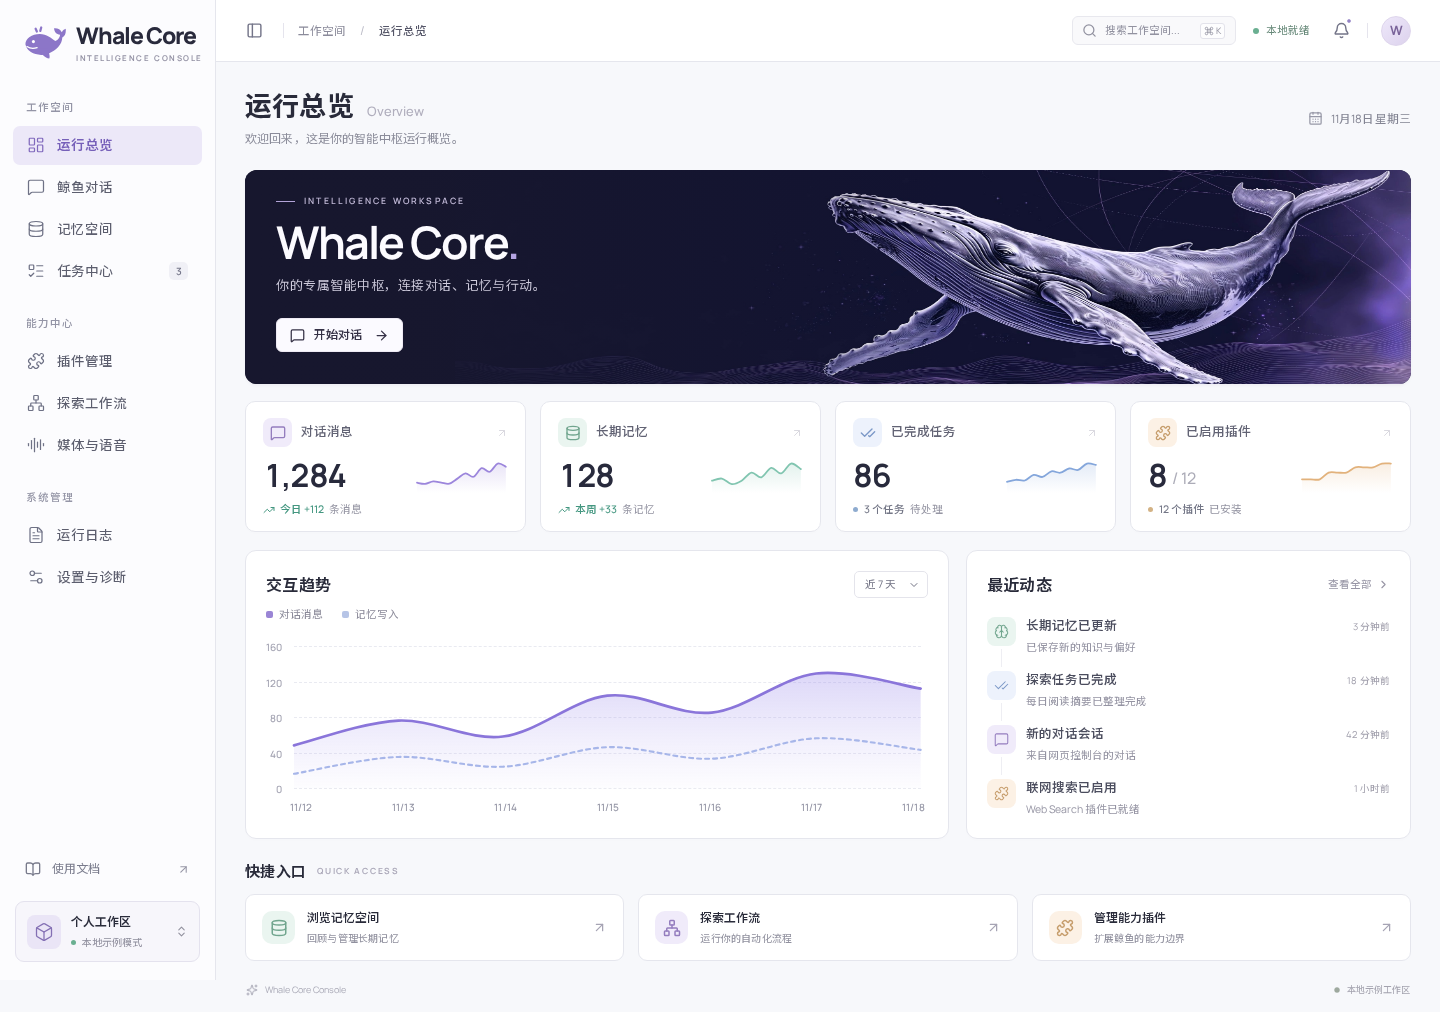 Whale Core
INTELLIGENCE CONSOLE
工作空间
运行总览
鲸鱼对话
记忆空间
任务中心
3
能力中心
插件管理
探索工作流
媒体与语音
系统管理
运行日志
设置与诊断
使用文档
个人工作区
本地示例模式
工作空间 / 运行总览
搜索工作空间... ⌘ K
本地就绪
W
运行总览 Overview
欢迎回来，这是你的智能中枢运行概览。
11月18日星期三
INTELLIGENCE WORKSPACE
Whale Core.
你的专属智能中枢，连接对话、记忆与行动。
开始对话
对话消息
1,284
今日 +112 条消息
长期记忆
128
本周 +33 条记忆
已完成任务
86
3 个任务 待处理
已启用插件
8 / 12
12 个插件 已安装
交互趋势
近 7 天
对话消息 记忆写入
160
120
80
40
0
11/12 11/13 11/14 11/15 11/16 11/17 11/18
最近动态
查看全部
长期记忆已更新
3 分钟前
已保存新的知识与偏好
探索任务已完成
18 分钟前
每日阅读摘要已整理完成
新的对话会话
42 分钟前
来自网页控制台的对话
联网搜索已启用
1 小时前
Web Search 插件已就绪
快捷入口 QUICK ACCESS
浏览记忆空间
回顾与管理长期记忆
探索工作流
运行你的自动化流程
管理能力插件
扩展鲸鱼的能力边界
Whale Core Console
本地示例工作区